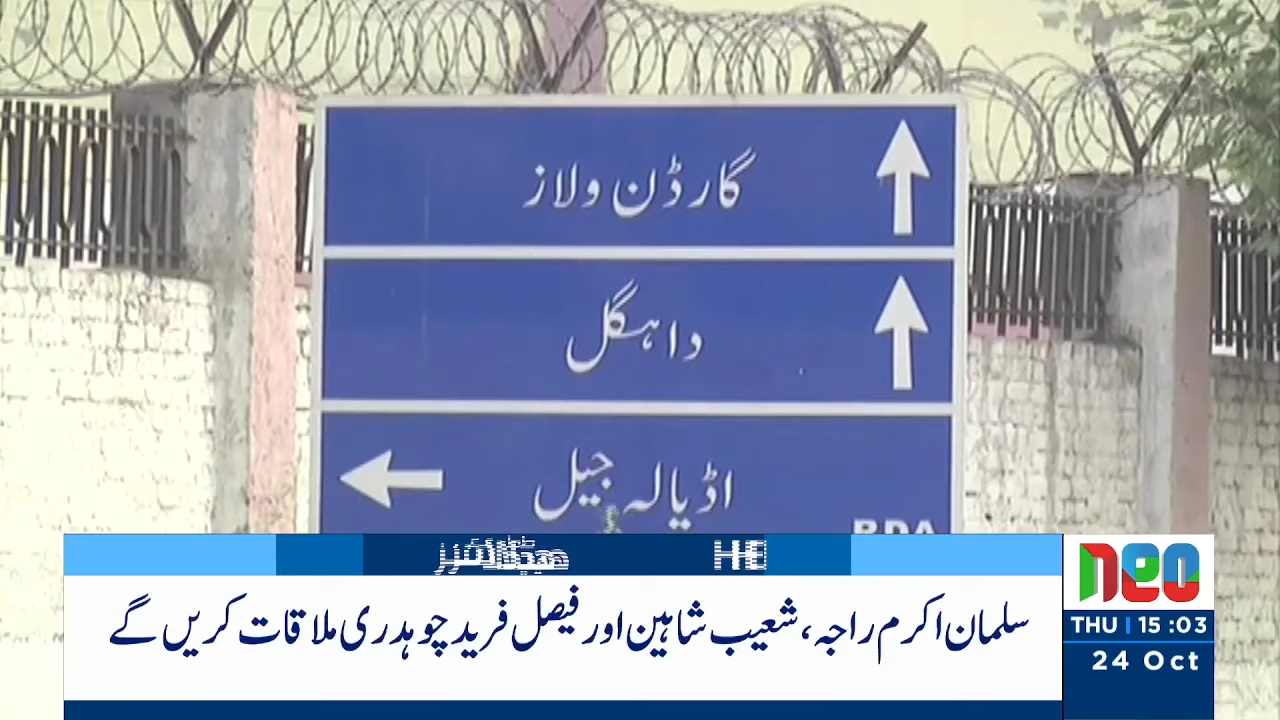 گارڈن ولاز
داہگل
اڈیالہ جیل
RDA
ہیڈلائنز
HE
سلمان اکرم راجہ، شعیب شاہین اور فیصل فرید چوہدری ملاقات کریں گے
neo
THU | 15 :03
24 Oct